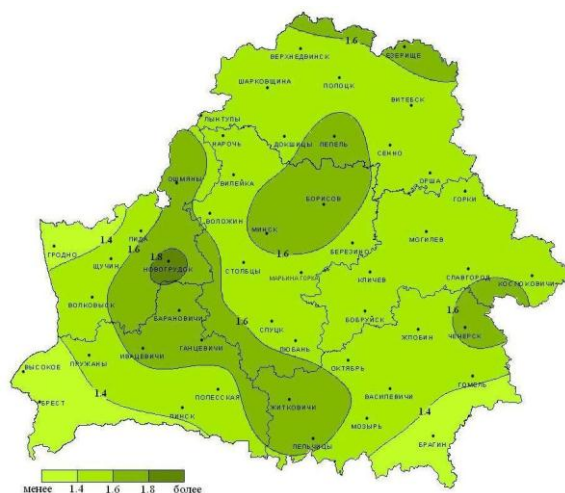 1.6
ВЕРХНЕДВИНСК
ЕЗЕРИЩЕ
ШАРКОВЩИНА
ПОЛОЦК
ВИТЕБСК
ЛЫНТУПЫ
НАРОЧЬ
ДОКШИЦЫ
ЛЕПЕЛЬ
СЕННО
ОШМЯНЫ
ВИЛЕЙКА
ОРША
ГОРКИ
БОРИСОВ
ВОЛОЖИН
МИНСК
1.4
ЛИДА
МОГИЛЕВ
ГРОДНО
1.6
1.8
1.6
БЕРЕЗИНО
ЩУЧИН
НОВОГРУДОК
СТОЛБЦЫ
МАРЬИНА ГОРКА
КЛИЧЕВ
СЛАВГОРОД
КОСТЮКОВИЧИ
ВОЛКОВЫСК
БАРАНОВИЧИ
1.6
СЛУЦК
БОБРУЙСК
1.6
ЖЛОБИН
ЧЕЧЕРСК
ПРУЖАНЫ
ИВАЦЕВИЧИ
ГАНЦЕВИЧИ
ЛЮБАНЬ
ВЫСОКОЕ
ОКТЯБРЬ
ГОМЕЛЬ
1.4
ПОЛЕССКАЯ
ВАСИЛЕВИЧИ
БРЕСТ
ПИНСК
ЖИТКОВИЧИ
1.4
МОЗЫРЬ
ЛЕЛЬЧИЦЫ
БРАГИН
менее 1.4 1.6 1.8 более